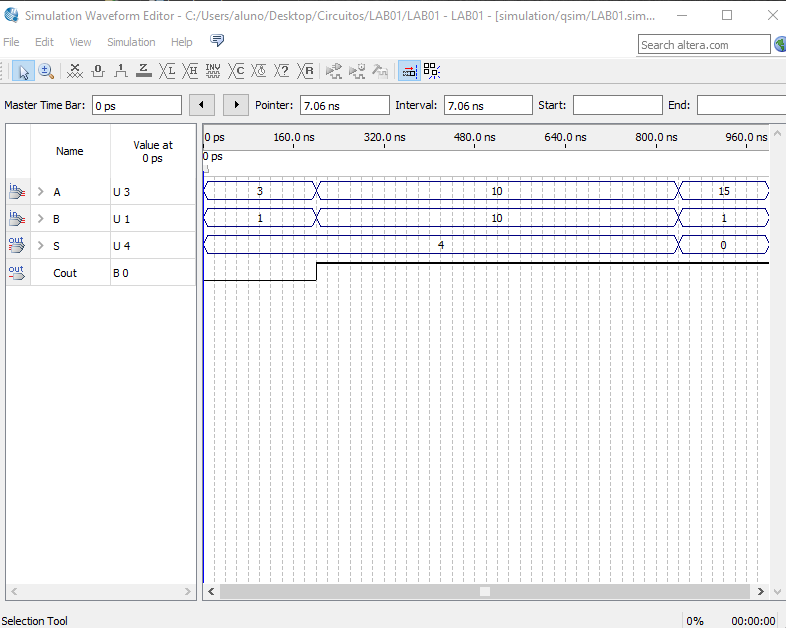 Simulation Waveform Editor - C:/Users/aluno/Desktop/Circuitos/LAB01/LAB01 - LAB01 - [simulation/qsim/LAB01.sim...
File Edit View Simulation Help
Search altera.com
Master Time Bar: 0 ps Pointer: 7.06 ns Interval: 7.06 ns Start: End:
Name Value at 0 ps
0 ps 160.0 ns 320.0 ns 480.0 ns 640.0 ns 800.0 ns 960.0 ns
0 ps
in A U 3 3 10 15
in B U 1 1 10 1
out S U 4 4 0
out Cout B 0
Selection Tool 0% 00:00:00